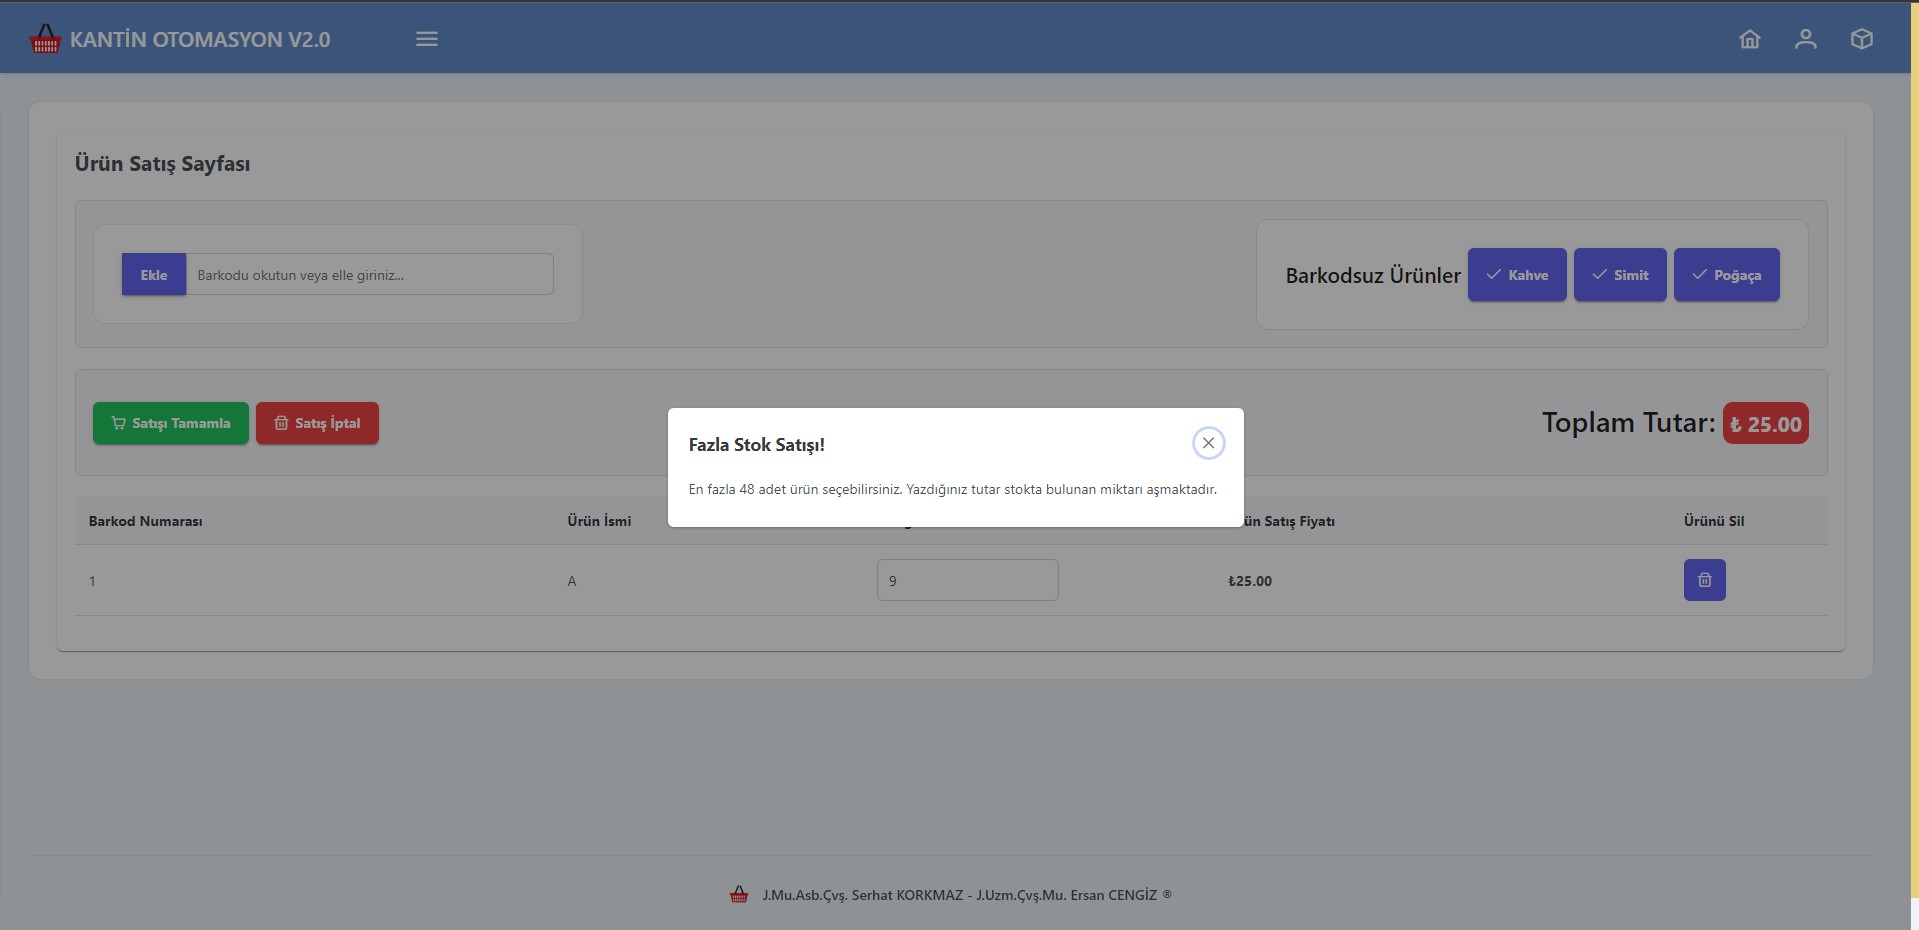 KANTİN OTOMASYON V2.0
Ürün Satış Sayfası
Ekle
Barkodu okutun veya elle giriniz...
Barkodsuz Ürünler
Kahve
Simit
Poğaça
Satışı Tamamla
Satış İptal
Toplam Tutar: ₺ 25.00
Fazla Stok Satışı!
En fazla 48 adet ürün seçebilirsiniz. Yazdığınız tutar stokta bulunan miktarı aşmaktadır.
Barkod Numarası
Ürün İsmi
Satış Fiyatı
Ürünü Sil
1
A
9
₺25.00
J.Mu.Asb.Çvş. Serhat KORKMAZ - J.Uzm.Çvş.Mu. Ersan CENGİZ ®